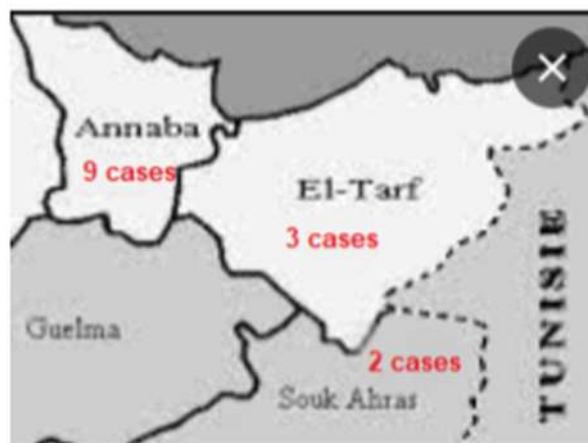 Annaba
9 cases
El-Tarf
3 cases
Guelma
2 cases
Souk Ahras
TUNISIE